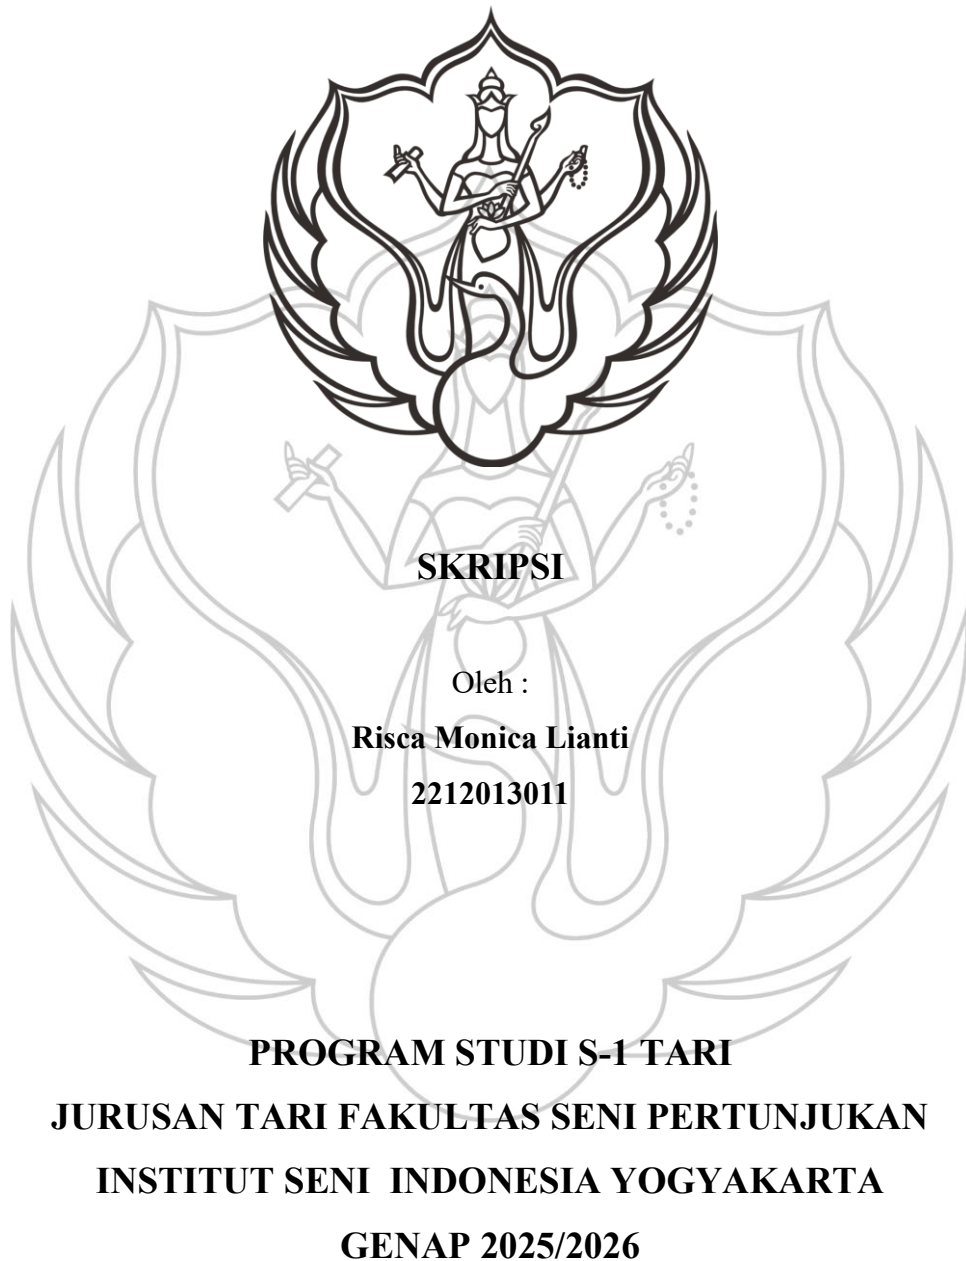 SKRIPSI
Oleh :
Risca Monica Lianti
2212013011
PROGRAM STUDI S-1 TARI
JURUSAN TARI FAKULTAS SENI PERTUNJUKAN
INSTITUT SENI  INDONESIA YOGYAKARTA
GENAP 2025/2026